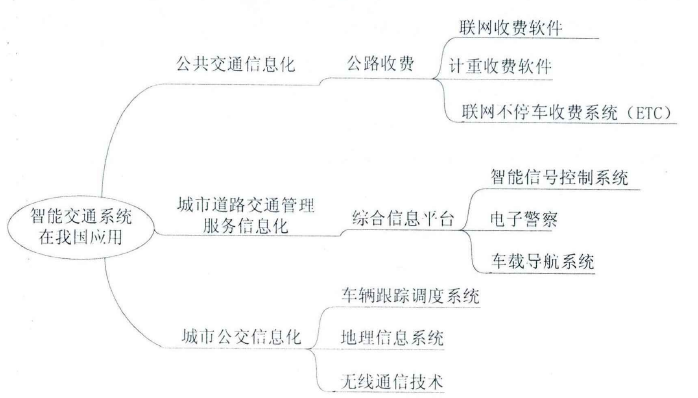 智能交通系统
在我国应用
公共交通信息化
公路收费
联网收费软件
计重收费软件
联网不停车收费系统（ETC）
城市道路交通管理
服务信息化
综合信息平台
智能信号控制系统
电子警察
车载导航系统
城市公交信息化
车辆跟踪调度系统
地理信息系统
无线通信技术